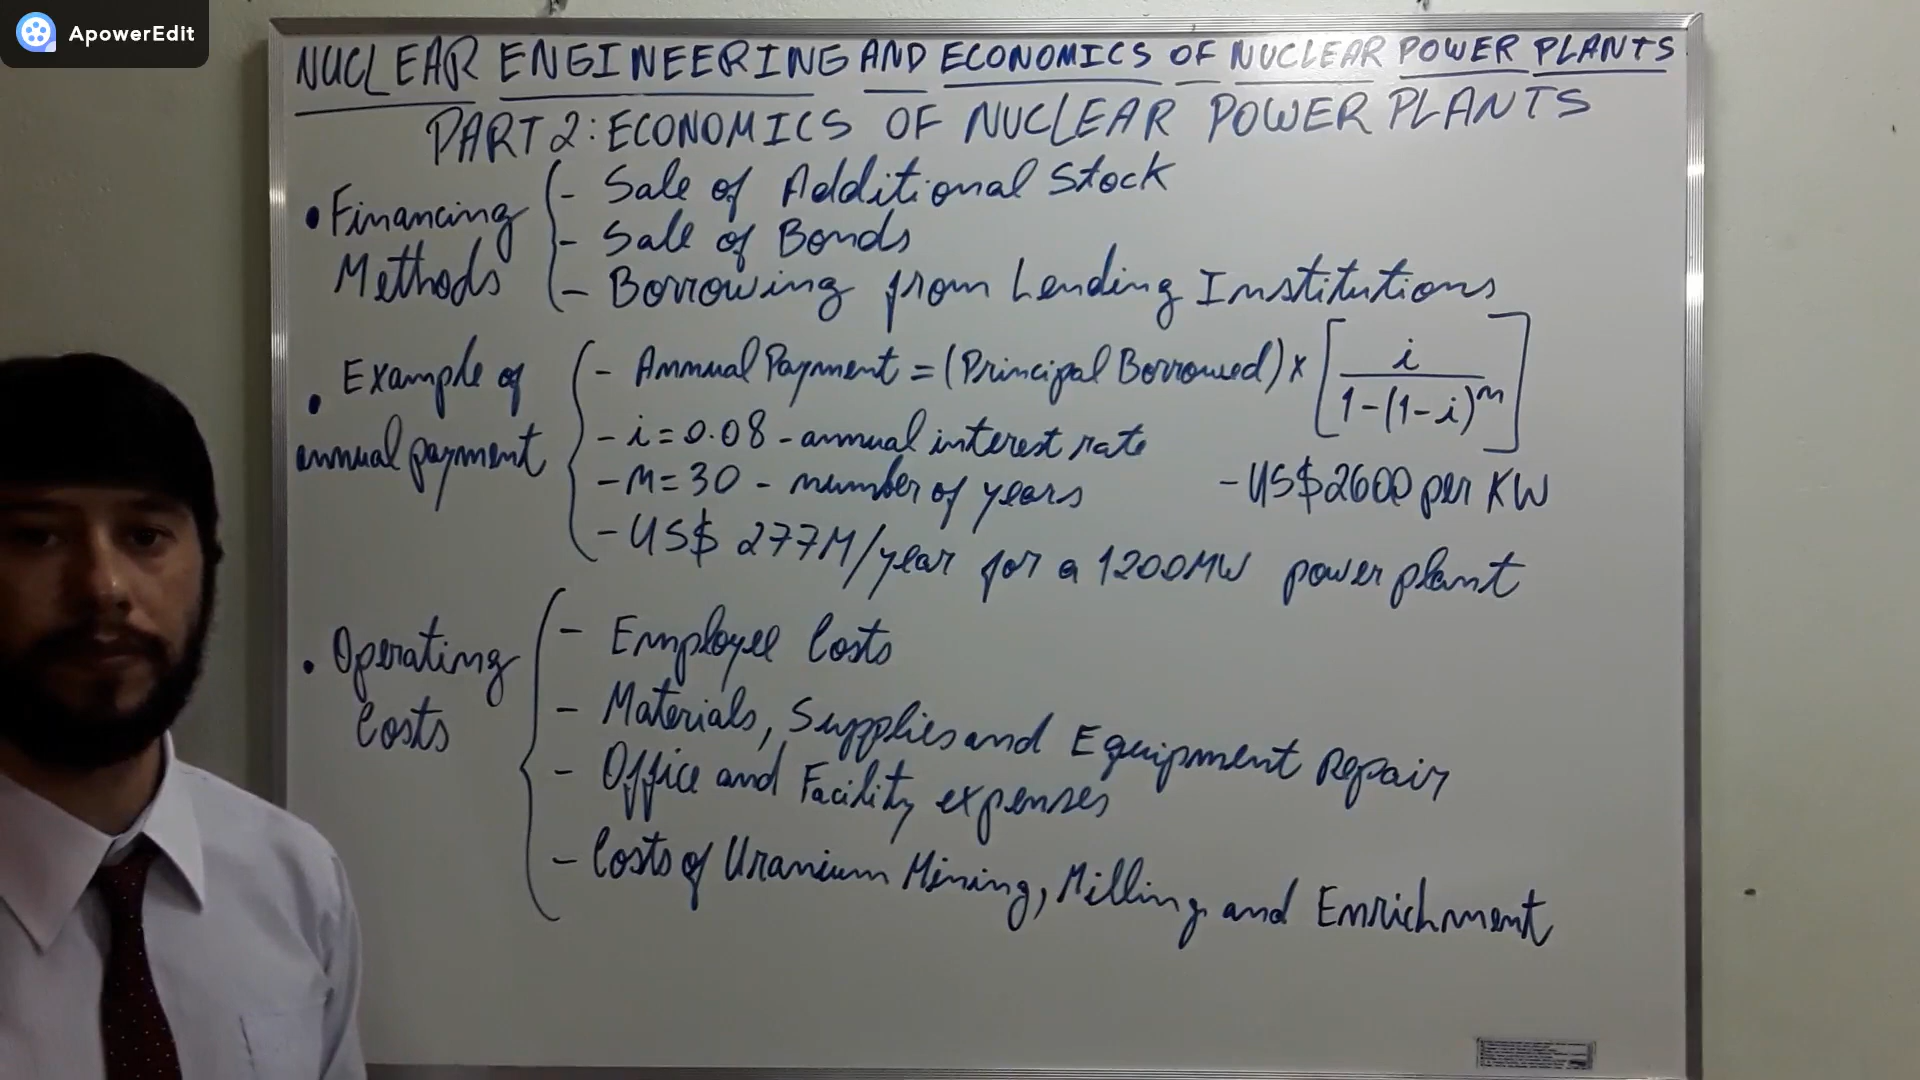 ApowerEdit
NUCLEAR ENGINEERING AND ECONOMICS OF NUCLEAR POWER PLANTS
PART 2: ECONOMICS OF NUCLEAR POWER PLANTS
• Financing Methods
- Sale of Additional Stock
- Sale of Bonds
- Borrowing from Lending Institutions
• Example of annual payment
- Annual Payment = (Principal Borrowed) x [i / 1-(1-i)^n]
- i = 0.08 - annual interest rate
- n = 30 - number of years
- US$ 2600 per KW
- US$ 277M/year for a 1200MW power plant
• Operating Costs
- Employee Costs
- Materials, Supplies and Equipment Repair
- Office and Facility expenses
- Costs of Uranium Mining, Milling and Enrichment